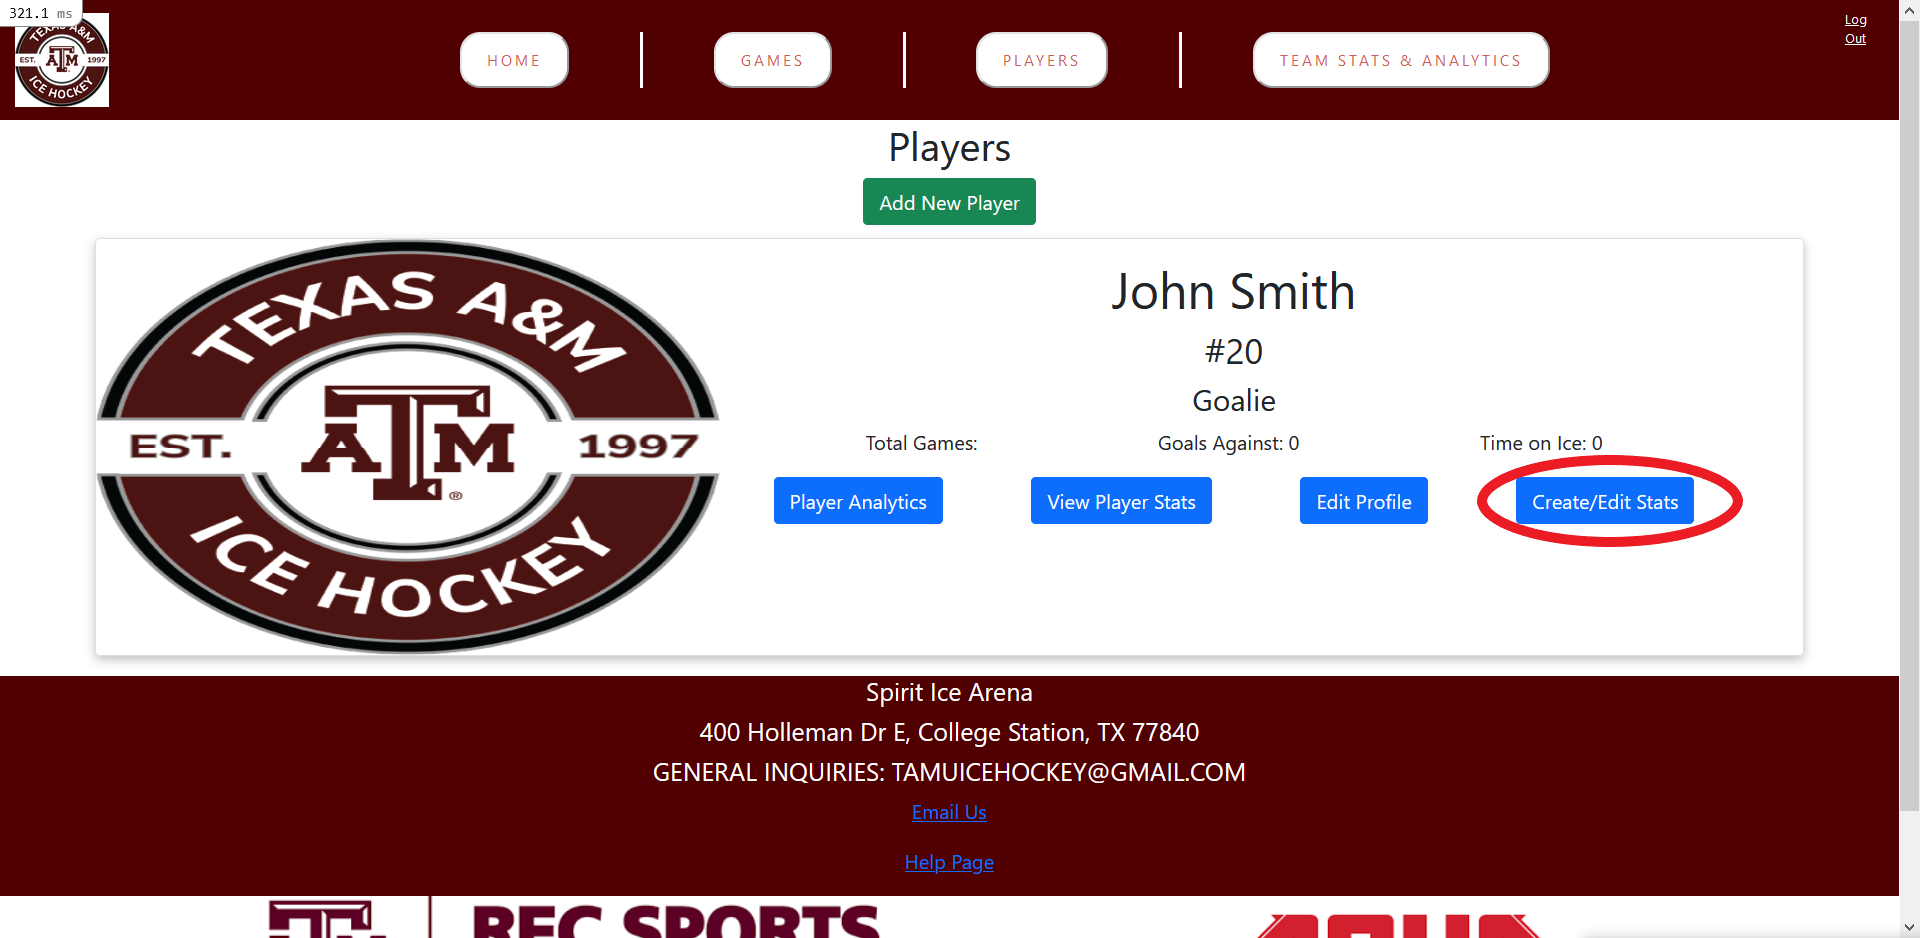 321.1 ms
TEXAS A&M
EST. ATM 1997
ICE HOCKEY
HOME
GAMES
PLAYERS
TEAM STATS & ANALYTICS
Log
Out
Players
Add New Player
TEXAS A&M
EST. ATM 1997
®
ICE HOCKEY
John Smith
#20
Goalie
Total Games:
Goals Against: 0
Time on Ice: 0
Player Analytics
View Player Stats
Edit Profile
Create/Edit Stats
Spirit Ice Arena
400 Holleman Dr E, College Station, TX 77840
GENERAL INQUIRIES: TAMUICEHOCKEY@GMAIL.COM
Email Us
Help Page
REC SPORTS